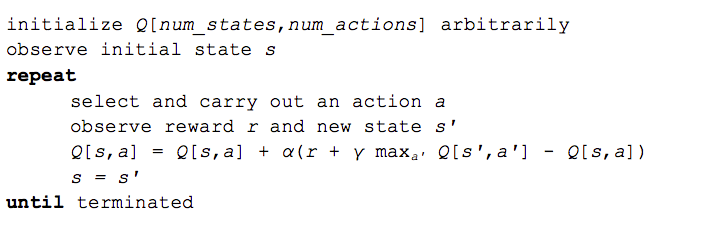 initialize Q[num_states,num_actions] arbitrarily
observe initial state s
repeat
select and carry out an action a
observe reward r and new state s'
Q[s,a] = Q[s,a] + α(r + γ maxₐ' Q[s',a'] - Q[s,a])
s = s'
until terminated